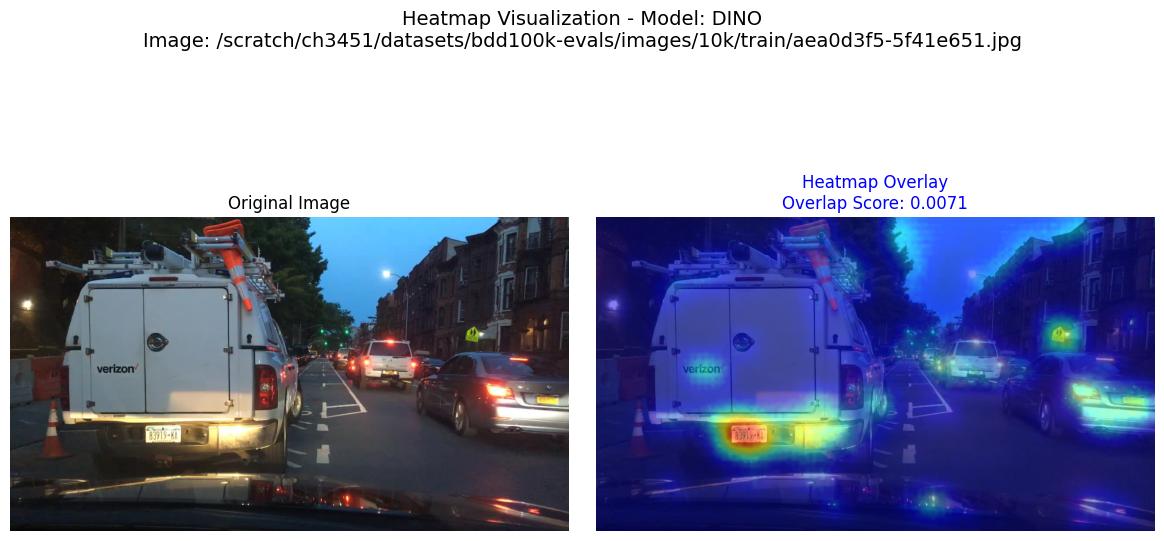 Heatmap Visualization - Model: DINO
Image: /scratch/ch3451/datasets/bdd100k-evals/images/10k/train/aea0d3f5-5f41e651.jpg
Original Image
verizon
Heatmap Overlay
Overlap Score: 0.0071
verizon